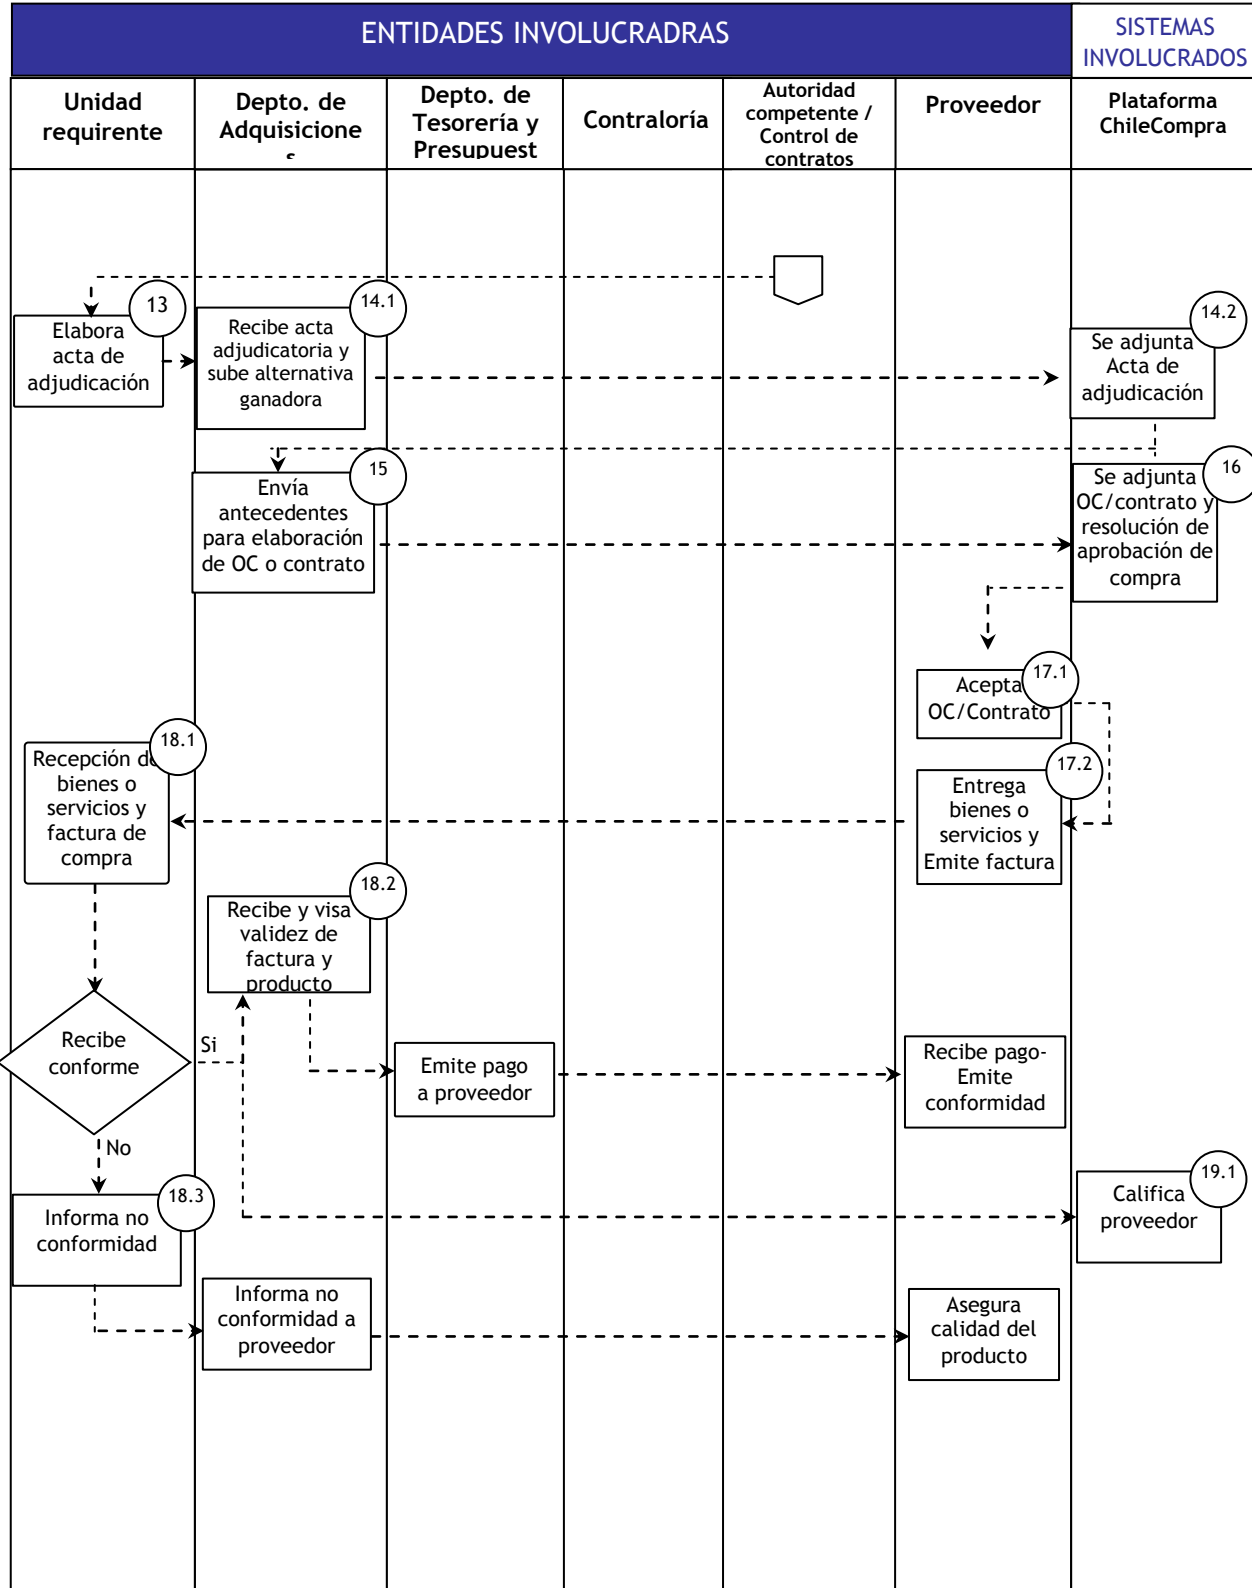 ENTIDADES INVOLUCRADRAS
SISTEMAS
INVOLUCRADOS
Unidad
requirente
Depto. de
Adquisicione
s
Depto. de
Tesorería y
Presupuest
Contraloría
Autoridad
competente /
Control de
contratos
Proveedor
Plataforma
ChileCompra
13
Elabora
acta de
adjudicación
14.1
Recibe acta
adjudicatoria y
sube alternativa
ganadora
14.2
Se adjunta
Acta de
adjudicación
15
Envía
antecedentes
para elaboración
de OC o contrato
16
Se adjunta
OC/contrato y
resolución de
aprobación de
compra
17.1
Acepta
OC/Contrato
17.2
Entrega
bienes o
servicios y
Emite factura
18.1
Recepción de
bienes o
servicios y
factura de
compra
18.2
Recibe y visa
validez de
factura y
producto
Recibe
conforme
Si
No
Emite pago
a proveedor
Recibe pago-
Emite
conformidad
18.3
Informa no
conformidad
19.1
Califica
proveedor
Informa no
conformidad a
proveedor
Asegura
calidad del
producto